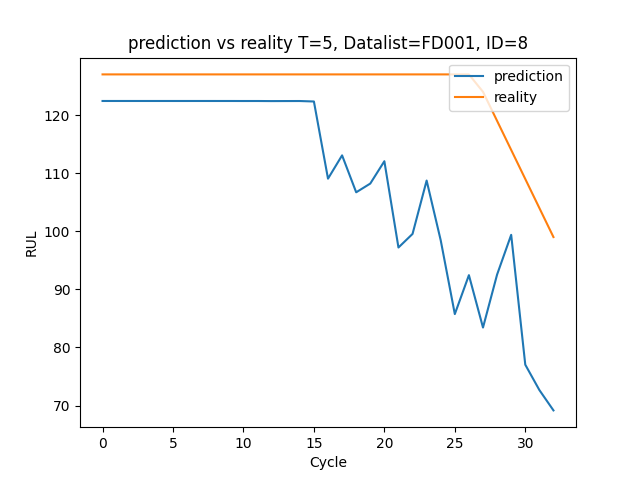 prediction vs reality T=5, Datalist=FD001, ID=8
prediction
reality
120
110
100
90
80
70
RUL
0 5 10 15 20 25 30
Cycle